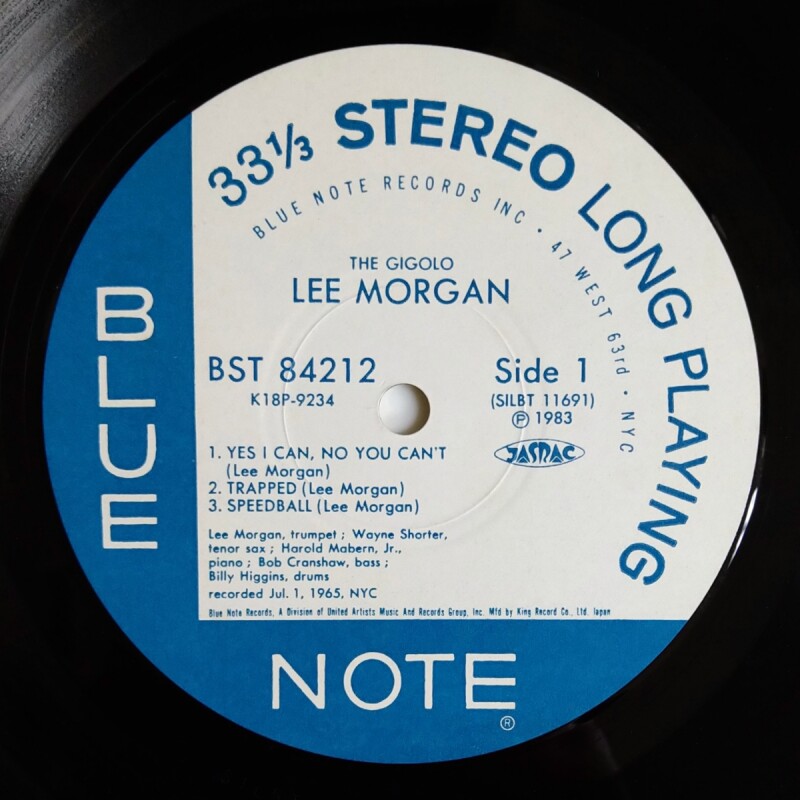 33⅓ STEREO LONG PLAYING
BLUE NOTE RECORDS INC · 47 WEST 63rd · NYC
THE GIGOLO
LEE MORGAN
BST 84212
K18P-9234
Side 1
(SILBT 11691)
Ⓟ 1983
JASRAC
1. YES I CAN, NO YOU CAN'T
(Lee Morgan)
2. TRAPPED (Lee Morgan)
3. SPEEDBALL (Lee Morgan)
Lee Morgan, trumpet ; Wayne Shorter,
tenor sax ; Harold Mabern, Jr.,
piano ; Bob Cranshaw, bass ;
Billy Higgins, drums
recorded Jul. 1, 1965, NYC
Blue Note Records, A Division of United Artists Music And Records Group, Inc. Mfd by King Record Co., Ltd. Japan
BLUE
NOTE
®